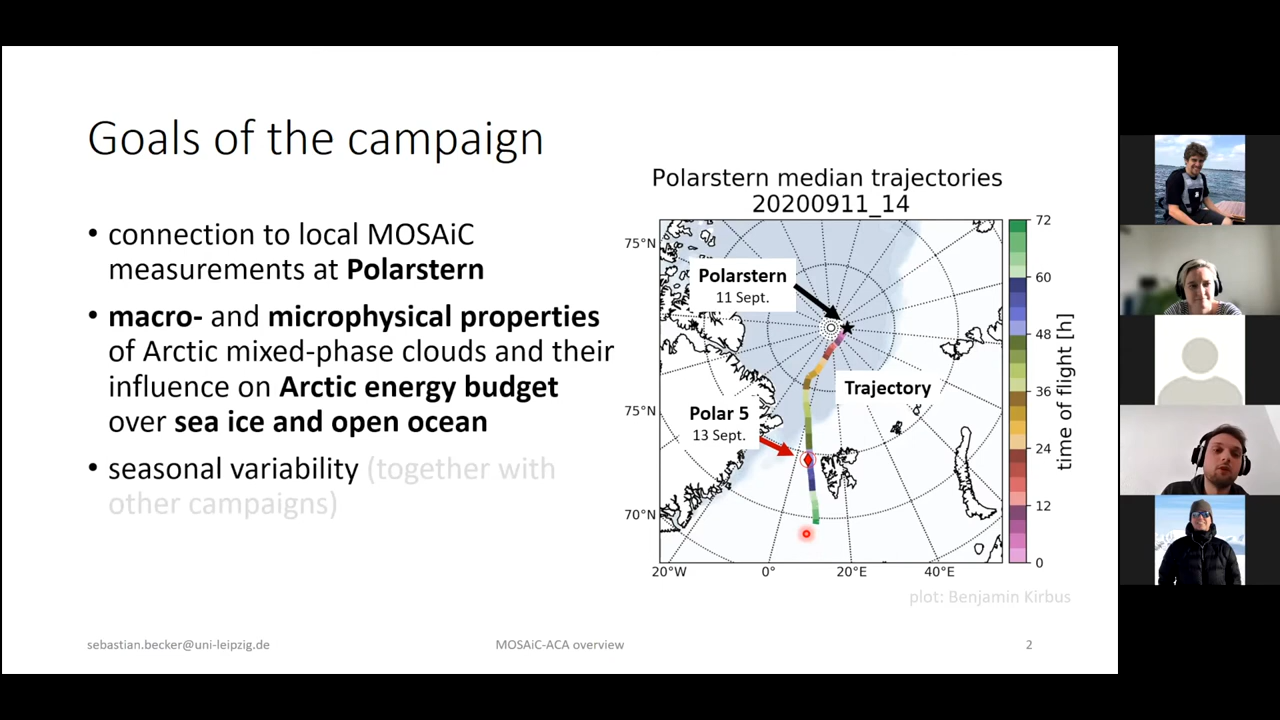 Goals of the campaign
• connection to local MOSAiC
measurements at Polarstern
• macro- and microphysical properties
of Arctic mixed-phase clouds and their
influence on Arctic energy budget
over sea ice and open ocean
• seasonal variability (together with
other campaigns)
Polarstern median trajectories
20200911_14
75°N
75°N
70°N
20°W
0°
20°E
40°E
Polarstern
11 Sept.
Trajectory
Polar 5
13 Sept.
72
60
48
36
24
12
0
time of flight [h]
plot: Benjamin Kirbus
sebastian.becker@uni-leipzig.de
MOSAiC-ACA overview
2